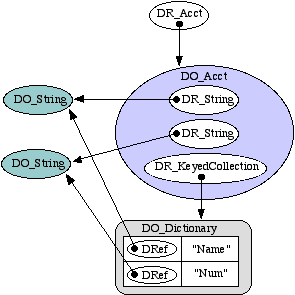 DR_Acct
DO_Acct
DO_String
DR_String
DR_String
DO_String
DR_KeyedCollection
DO_Dictionary
DRef "Name"
DRef "Num"